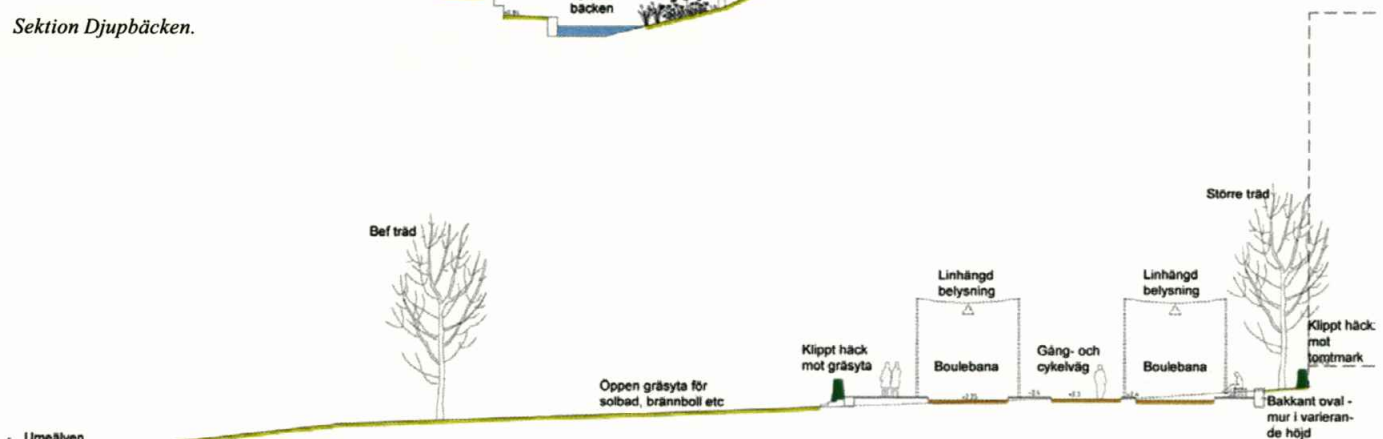 bäcken
Sektion Djupbäcken.
Större träd
Bef träd
Linhängd
belysning
Linhängd
belysning
Klippt häck
mot
tomtmark
Klippt häck
mot gräsyta
Boulebana
Gång- och
cykelväg
Boulebana
Öppen gräsyta för
solbad, brännboll etc
Bakkant oval -
mur i varieran-
de höjd
Umeälven